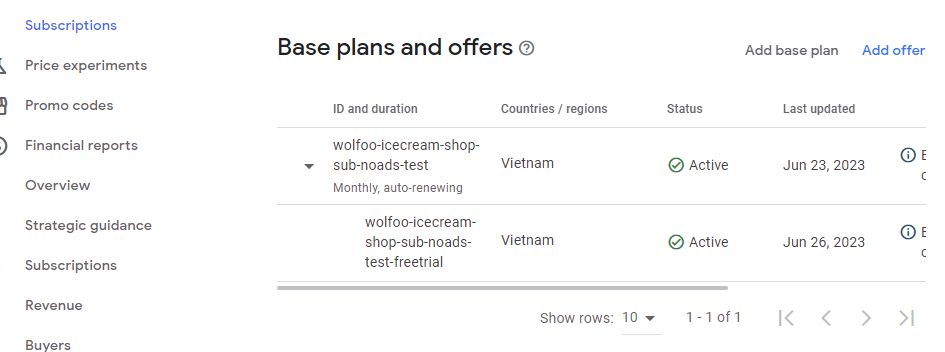 Subscriptions
Price experiments
Promo codes
Financial reports
Overview
Strategic guidance
Subscriptions
Revenue
Buyers
Base plans and offers
Add base plan
Add offer
ID and duration
Countries / regions
Status
Last updated
wolfoo-icecream-shop-
sub-noads-test
Monthly, auto-renewing
Vietnam
Active
Jun 23, 2023
wolfoo-icecream-
shop-sub-noads-
test-freetrial
Vietnam
Active
Jun 26, 2023
Show rows:
10
1 - 1 of 1